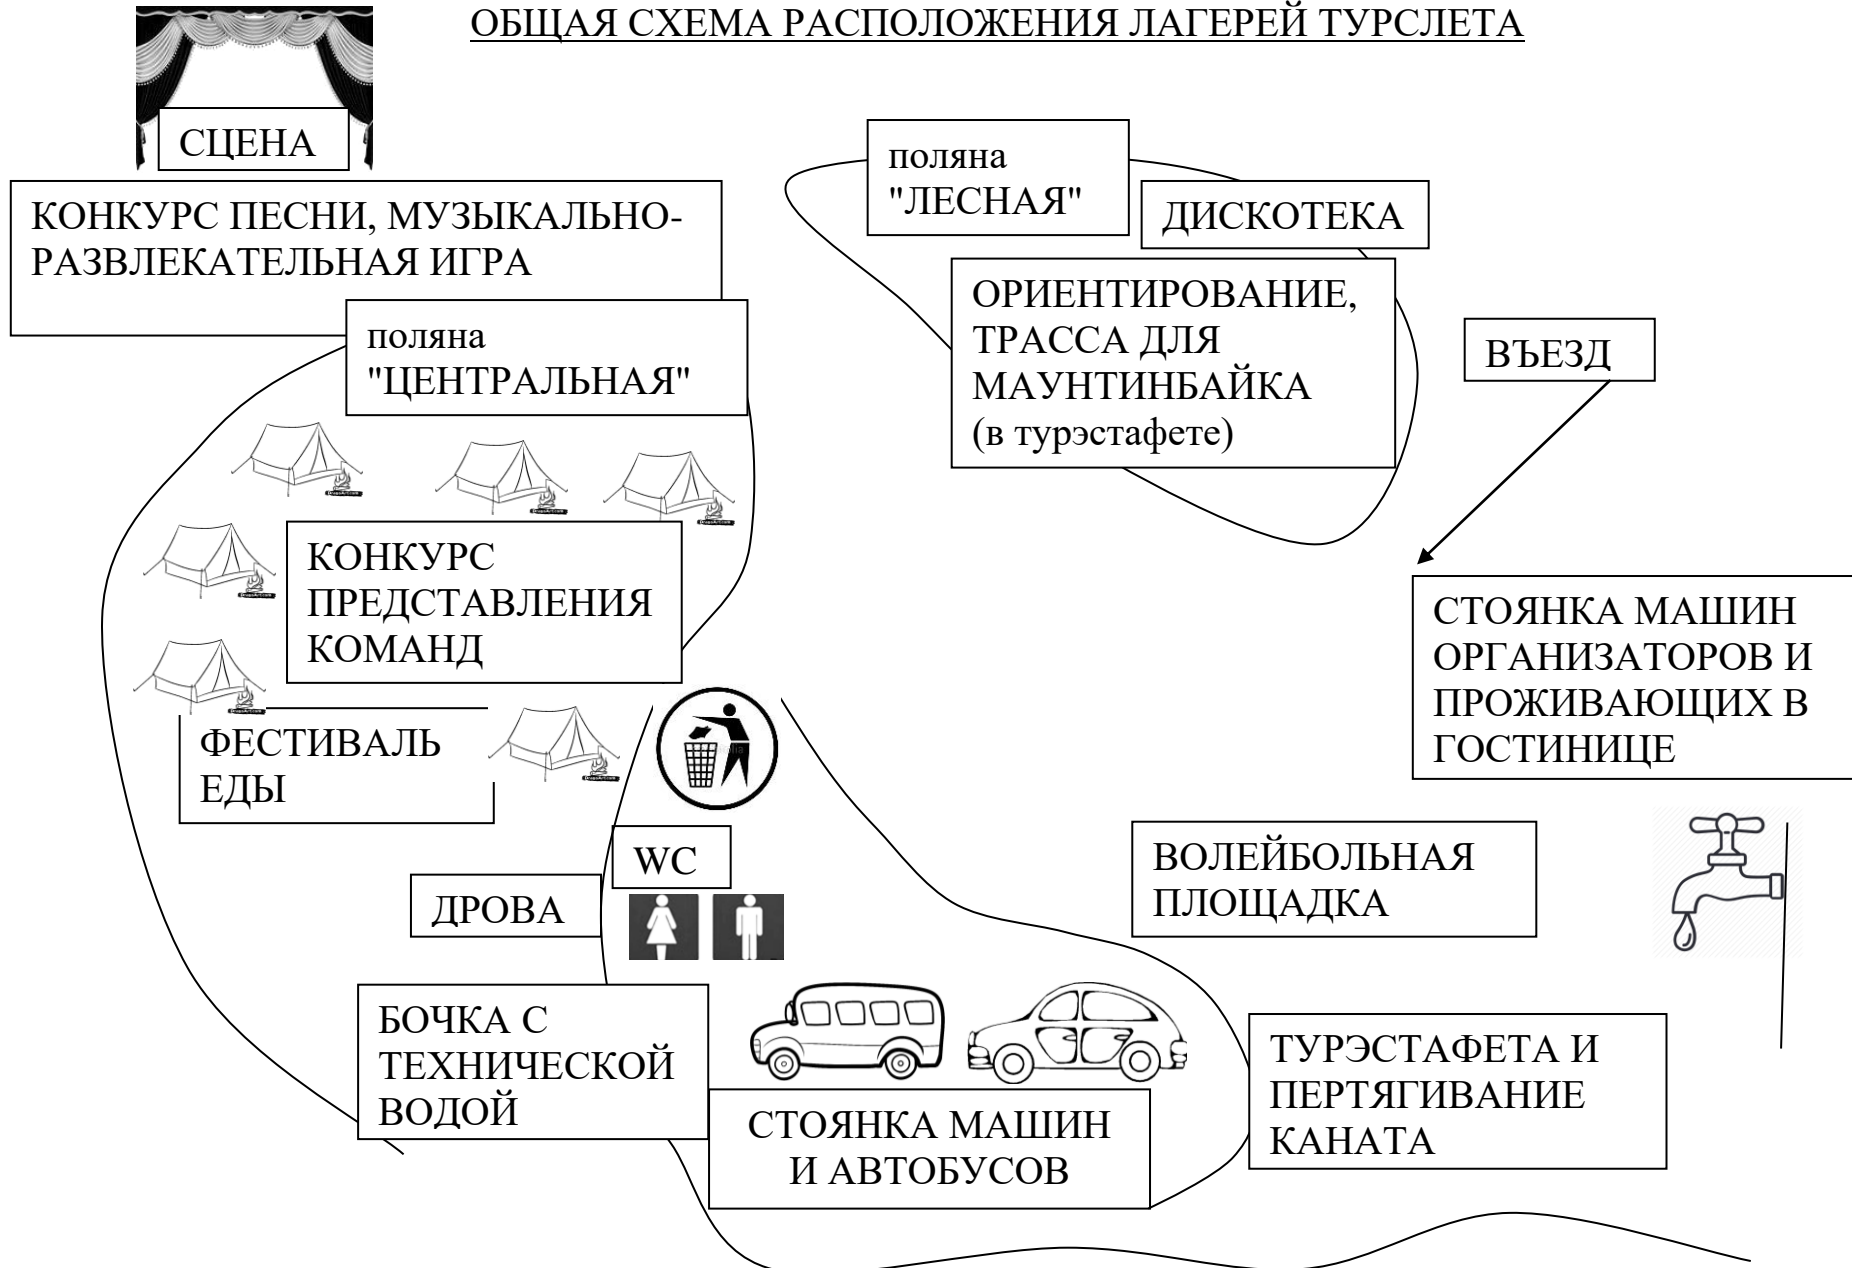 ОБЩАЯ СХЕМА РАСПОЛОЖЕНИЯ ЛАГЕРЕЙ ТУРСЛЕТА
СЦЕНА
КОНКУРС ПЕСНИ, МУЗЫКАЛЬНО-
РАЗВЛЕКАТЕЛЬНАЯ ИГРА
поляна
"ЦЕНТРАЛЬНАЯ"
поляна
"ЛЕСНАЯ"
ДИСКОТЕКА
ОРИЕНТИРОВАНИЕ,
ТРАССА ДЛЯ
МАУНТИНБАЙКА
(в турэстафете)
ВЪЕЗД
КОНКУРС
ПРЕДСТАВЛЕНИЯ
КОМАНД
СТОЯНКА МАШИН
ОРГАНИЗАТОРОВ И
ПРОЖИВАЮЩИХ В
ГОСТИНИЦЕ
ФЕСТИВАЛЬ
ЕДЫ
WC
ДРОВА
ВОЛЕЙБОЛЬНАЯ
ПЛОЩАДКА
БОЧКА С
ТЕХНИЧЕСКОЙ
ВОДОЙ
СТОЯНКА МАШИН
И АВТОБУСОВ
ТУРЭСТАФЕТА И
ПЕРТЯГИВАНИЕ
КАНАТА